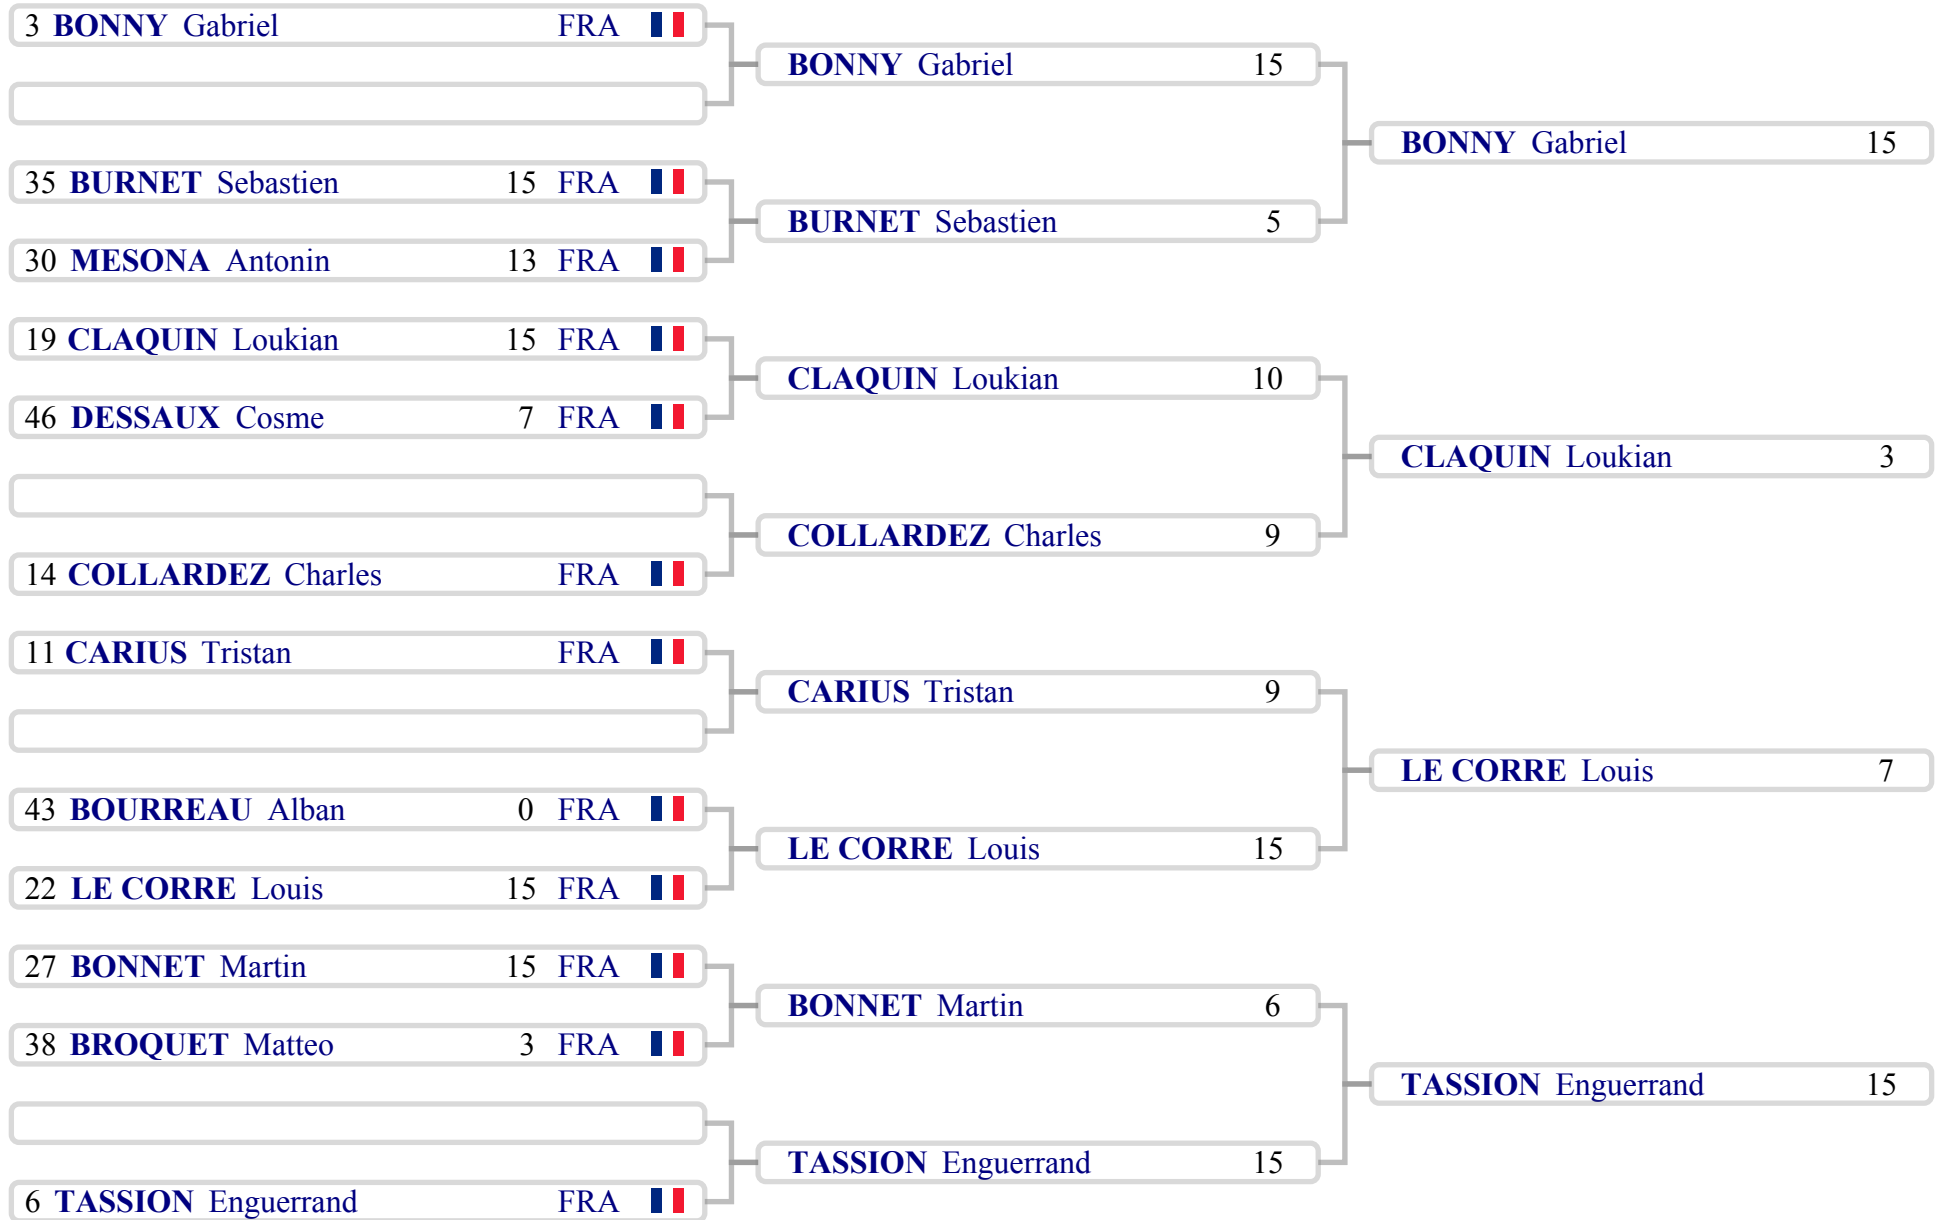 3 BONNY Gabriel FRA
BONNY Gabriel 15
BONNY Gabriel 15
35 BURNET Sebastien 15 FRA
BURNET Sebastien 5
30 MESONA Antonin 13 FRA
19 CLAQUIN Loukian 15 FRA
CLAQUIN Loukian 10
46 DESSAUX Cosme 7 FRA
CLAQUIN Loukian 3
COLLARDEZ Charles 9
14 COLLARDEZ Charles FRA
11 CARIUS Tristan FRA
CARIUS Tristan 9
LE CORRE Louis 7
43 BOURREAU Alban 0 FRA
LE CORRE Louis 15
22 LE CORRE Louis 15 FRA
27 BONNET Martin 15 FRA
BONNET Martin 6
38 BROQUET Matteo 3 FRA
TASSION Enguerrand 15
TASSION Enguerrand 15
6 TASSION Enguerrand FRA